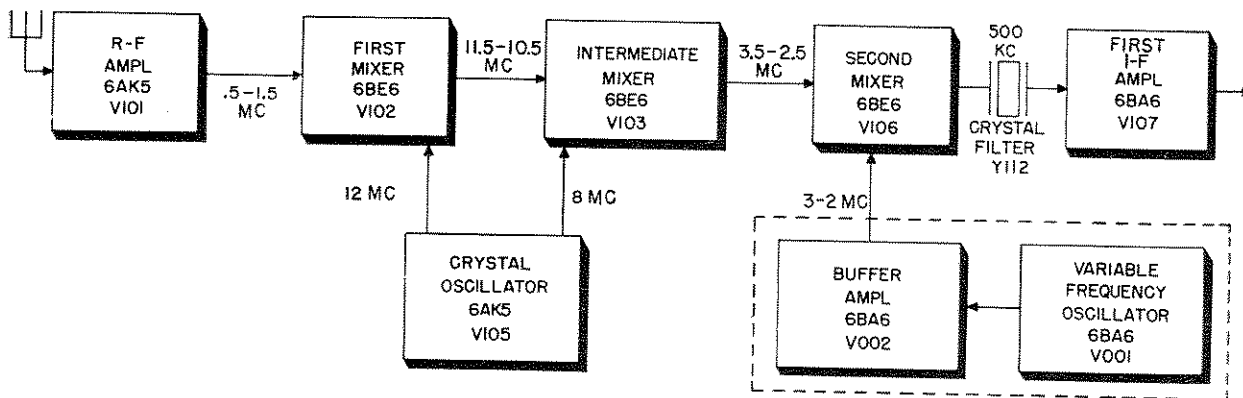 R-F
AMPL
6AK5
V101
.5-1.5
MC
FIRST
MIXER
6BE6
V102
11.5-10.5
MC
INTERMEDIATE
MIXER
6BE6
V103
3.5-2.5
MC
SECOND
MIXER
6BE6
V106
500
KC
CRYSTAL
FILTER
Y112
FIRST
I-F
AMPL
6BA6
V107
12 MC
8 MC
3-2 MC
CRYSTAL
OSCILLATOR
6AK5
V105
BUFFER
AMPL
6BA6
V002
VARIABLE
FREQUENCY
OSCILLATOR
6BA6
V001